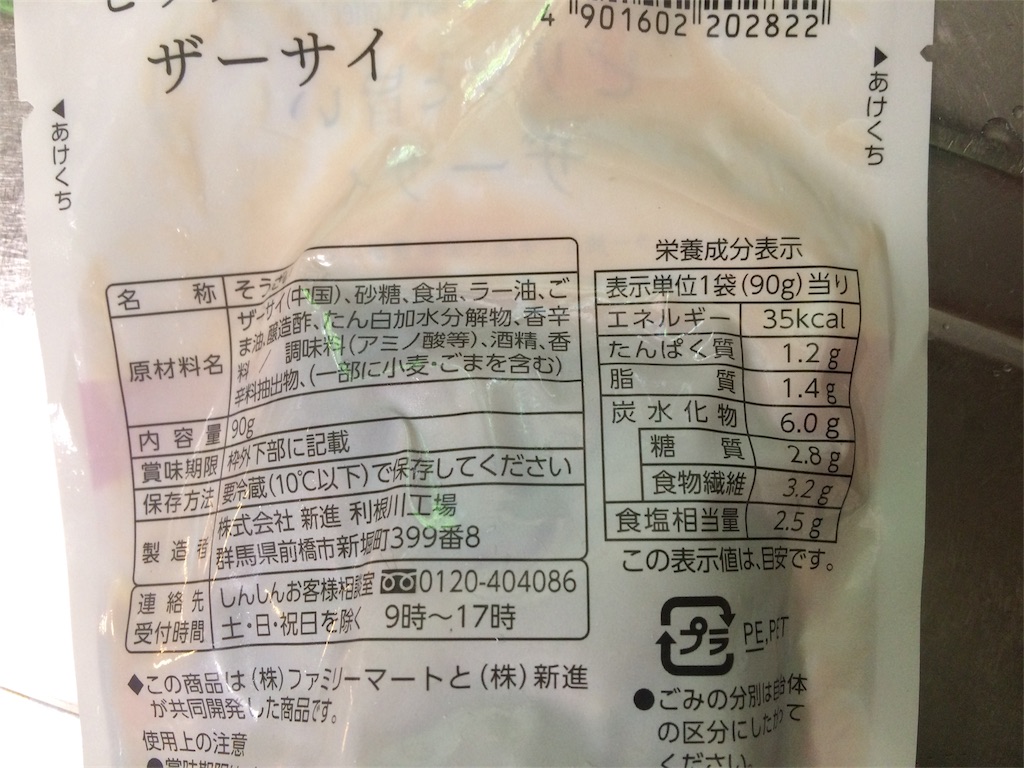 4 901602 202822
ザーサイ
◀あけくち
▶あけくち
名称 そうざい
原材料名 ザーサイ(中国)、砂糖、食塩、ラー油、ご
ま油、醸造酢、たん白加水分解物、香辛
料 / 調味料(アミノ酸等)、酒精、香
辛料抽出物、(一部に小麦・ごまを含む)
内容量 90g
賞味期限 枠外下部に記載
保存方法 要冷蔵(10℃以下)で保存してください
製造者 株式会社 新進 利根川工場
群馬県前橋市新堀町399番8
連絡先 しんしんお客様相談室 0120-404086
受付時間 土・日・祝日を除く 9時〜17時
◆この商品は(株)ファミリーマートと(株)新進
が共同開発した商品です。
使用上の注意
栄養成分表示
表示単位1袋(90g)当り
エネルギー 35kcal
たんぱく質 1.2g
脂質 1.4g
炭水化物 6.0g
糖質 2.8g
食物繊維 3.2g
食塩相当量 2.5g
この表示値は、目安です。
プラ PE,PET
●ごみの分別は自治体
の区分にしたがって
ください。